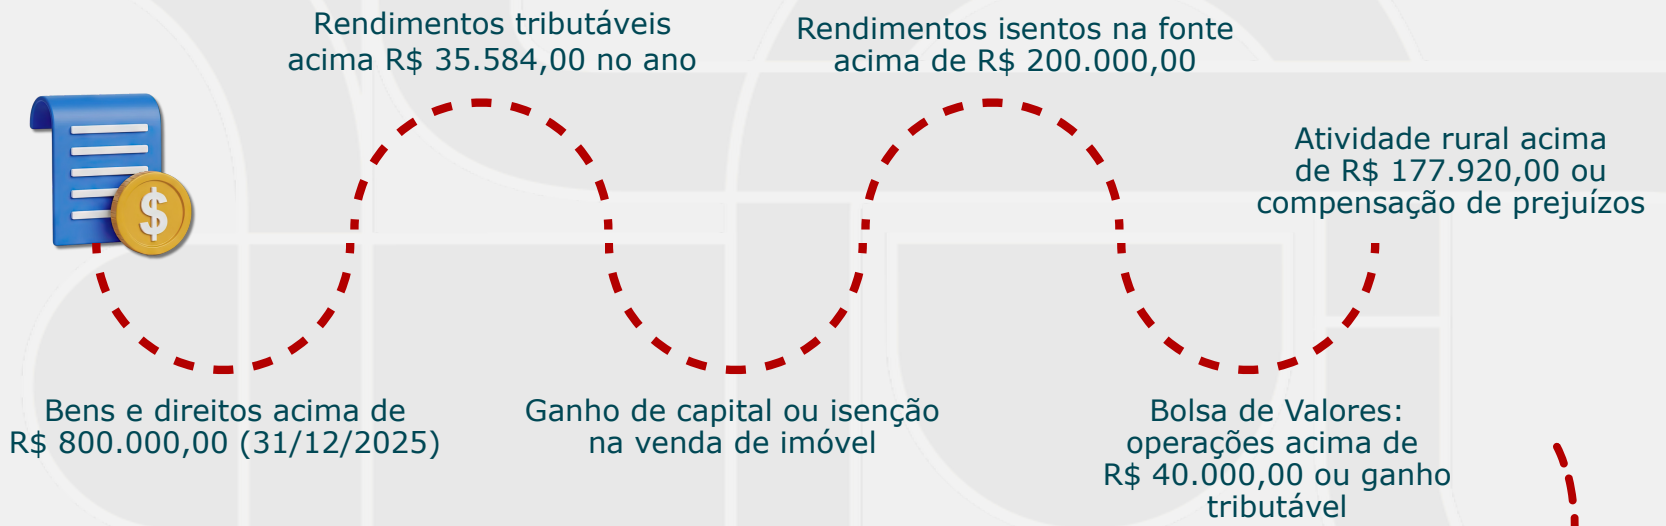 Rendimentos tributáveis
acima R$ 35.584,00 no ano
Rendimentos isentos na fonte
acima de R$ 200.000,00
Atividade rural acima
de R$ 177.920,00 ou
compensação de prejuízos
$
Bens e direitos acima de
R$ 800.000,00 (31/12/2025)
Ganho de capital ou isenção
na venda de imóvel
Bolsa de Valores:
operações acima de
R$ 40.000,00 ou ganho
tributável